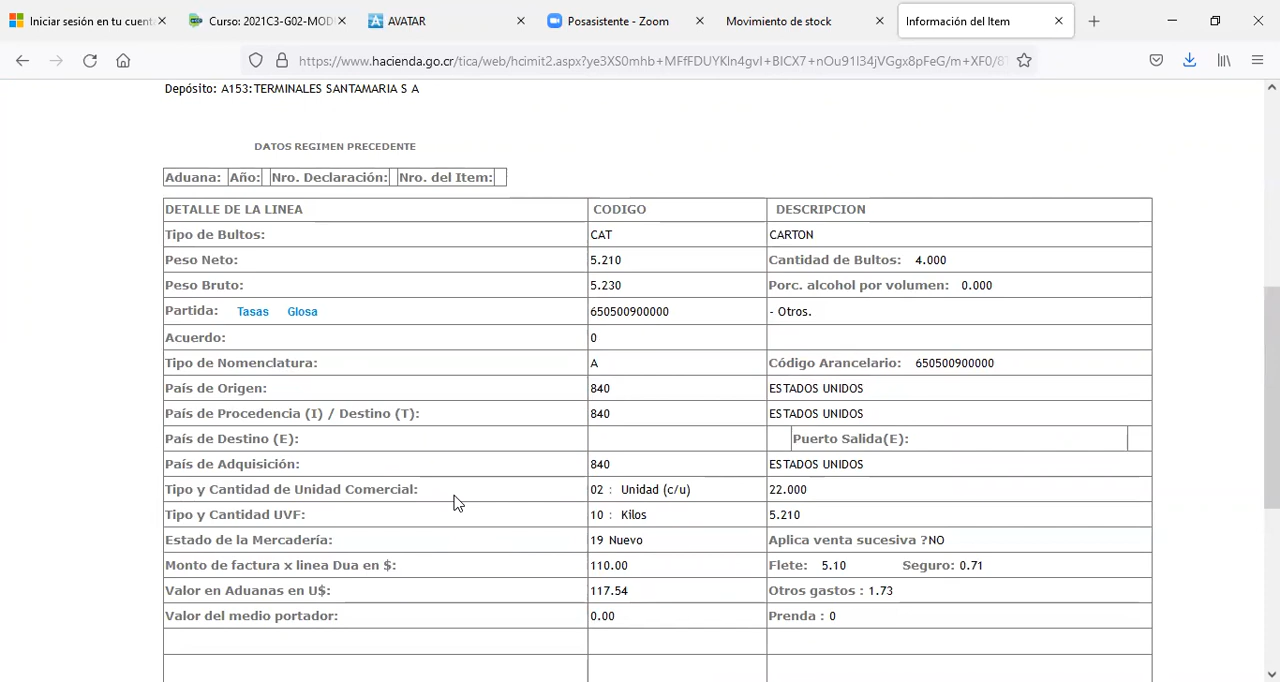 Iniciar sesión en tu cuenta
Curso: 2021C3-G02-MOD
AVATAR
Posasistente - Zoom
Movimiento de stock
Información del Item
https://www.hacienda.go.cr/tica/web/hcimit2.aspx?
Depósito: A153:TERMINALES SANTAMARIA S A
DATOS REGIMEN PRECEDENTE
Aduana: Año: Nro. Declaración: Nro. del Item:
DETALLE DE LA LINEA CODIGO DESCRIPCION
Tipo de Bultos: CAT CARTON
Peso Neto: 5.210 Cantidad de Bultos: 4.000
Peso Bruto: 5.230 Porc. alcohol por volumen: 0.000
Partida: Tasas Glosa 650500900000 - Otros.
Acuerdo: 0
Tipo de Nomenclatura: A Código Arancelario: 650500900000
País de Origen: 840 ESTADOS UNIDOS
País de Procedencia (I) / Destino (T): 840 ESTADOS UNIDOS
País de Destino (E): Puerto Salida(E):
País de Adquisición: 840 ESTADOS UNIDOS
Tipo y Cantidad de Unidad Comercial: 02 : Unidad (c/u) 22.000
Tipo y Cantidad UVF: 10 : Kilos 5.210
Estado de la Mercadería: 19 Nuevo Aplica venta sucesiva ?NO
Monto de factura x linea Dua en $: 110.00 Flete: 5.10 Seguro: 0.71
Valor en Aduanas en U$: 117.54 Otros gastos : 1.73
Valor del medio portador: 0.00 Prenda : 0